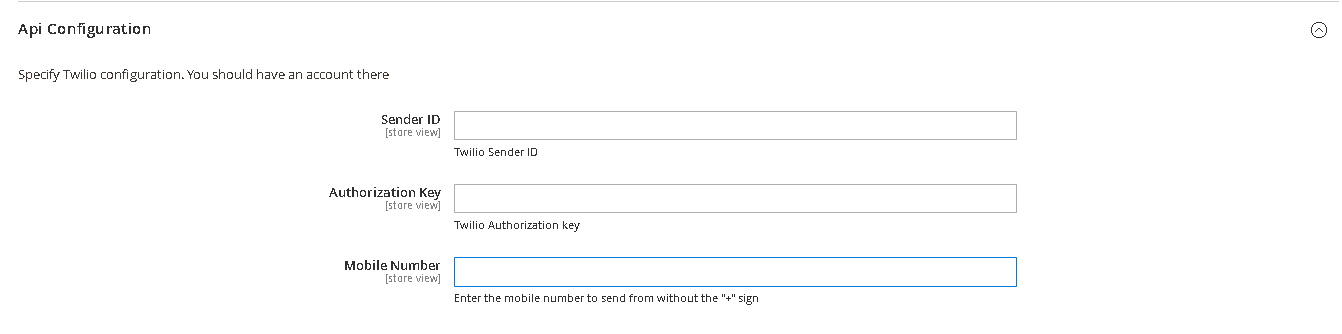 Api Configuration
Specify Twilio configuration. You should have an account there
Sender ID
[store view]
Twilio Sender ID
Authorization Key
[store view]
Twilio Authorization key
Mobile Number
[store view]
Enter the mobile number to send from without the "+" sign